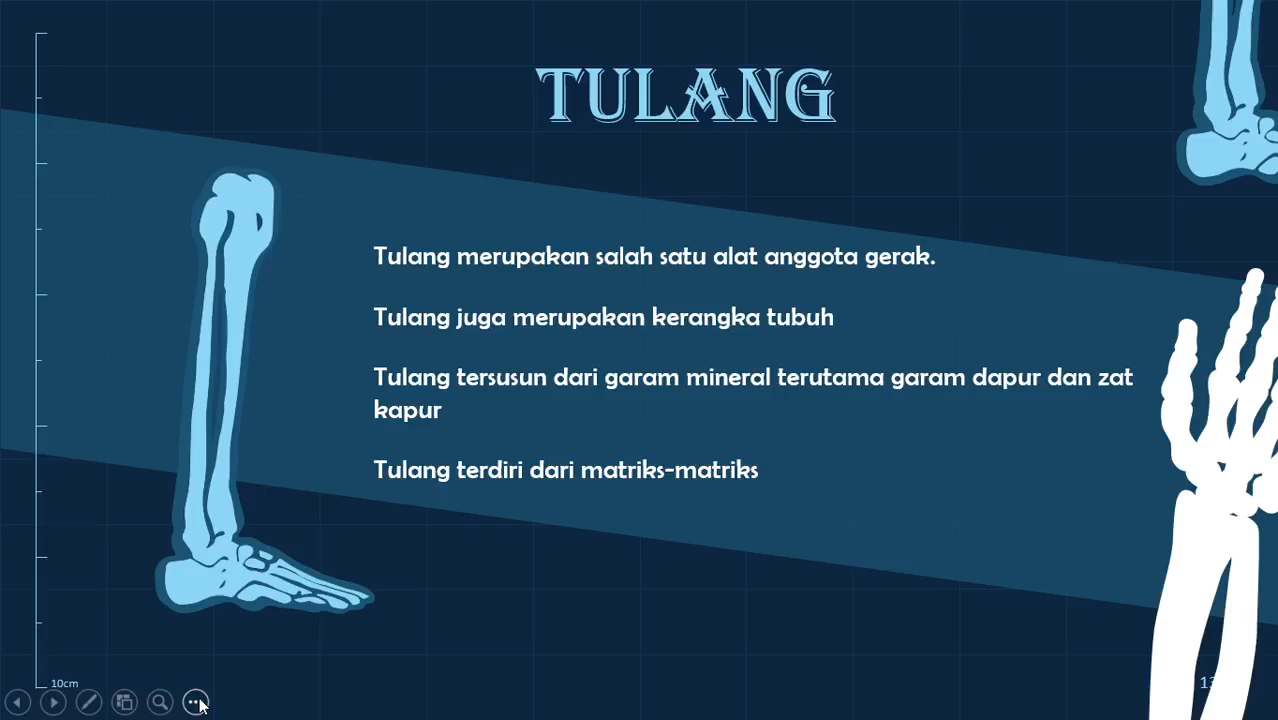 TULANG
Tulang merupakan salah satu alat anggota gerak.
Tulang juga merupakan kerangka tubuh
Tulang tersusun dari garam mineral terutama garam dapur dan zat
kapur
Tulang terdiri dari matriks-matriks
10cm